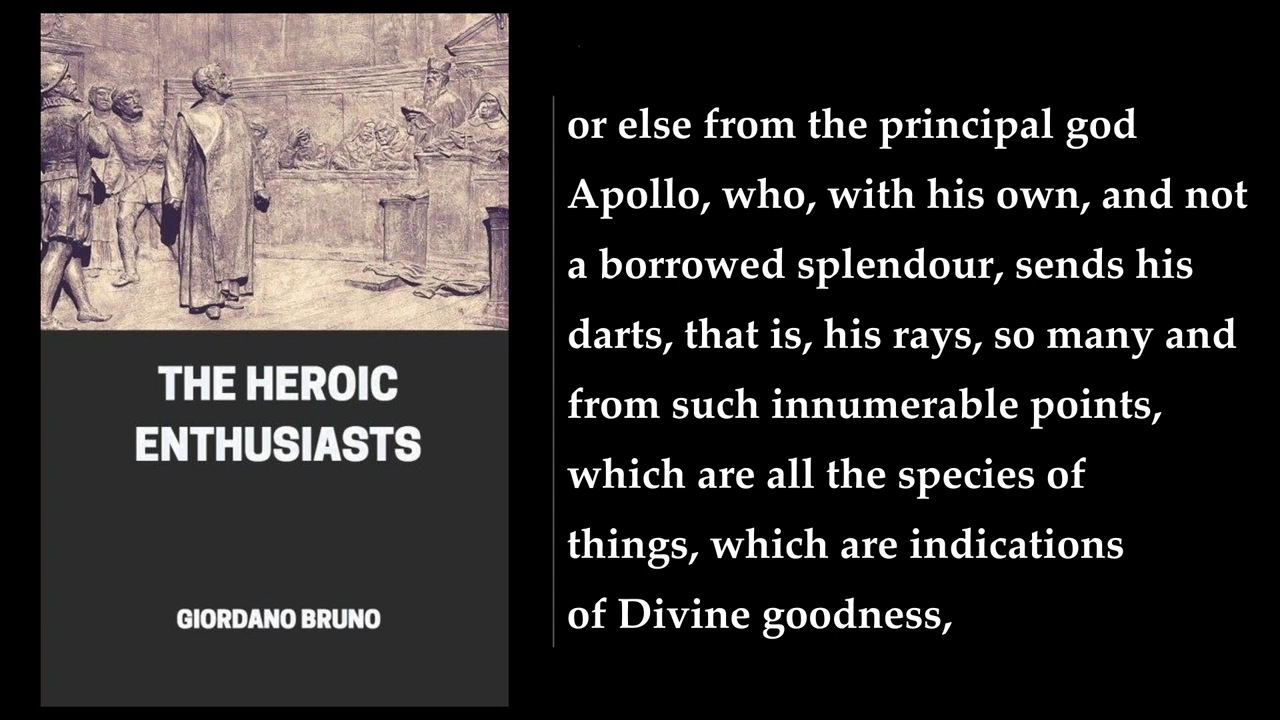 THE HEROIC
ENTHUSIASTS
GIORDANO BRUNO
or else from the principal god
Apollo, who, with his own, and not
a borrowed splendour, sends his
darts, that is, his rays, so many and
from such innumerable points,
which are all the species of
things, which are indications
of Divine goodness,